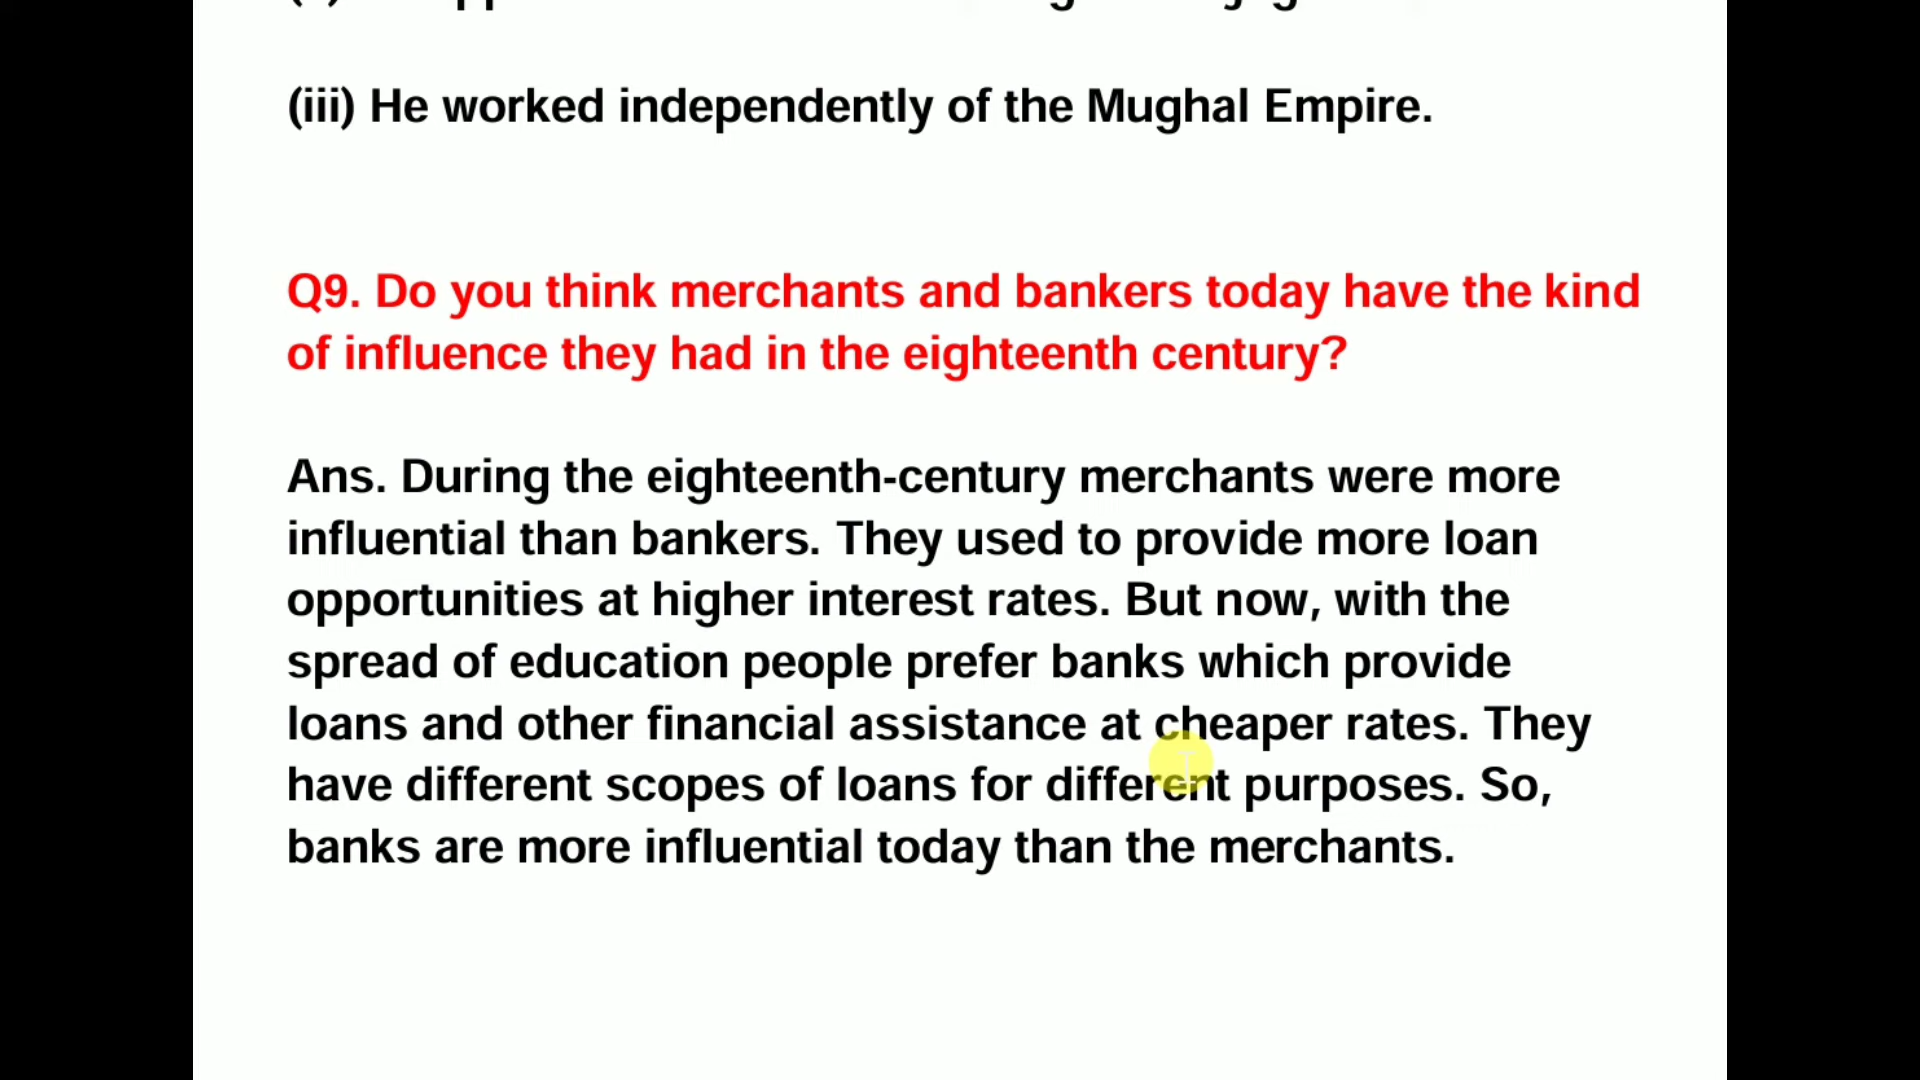 (iii) He worked independently of the Mughal Empire.
Q9. Do you think merchants and bankers today have the kind
of influence they had in the eighteenth century?
Ans. During the eighteenth-century merchants were more
influential than bankers. They used to provide more loan
opportunities at higher interest rates. But now, with the
spread of education people prefer banks which provide
loans and other financial assistance at cheaper rates. They
have different scopes of loans for different purposes. So,
banks are more influential today than the merchants.